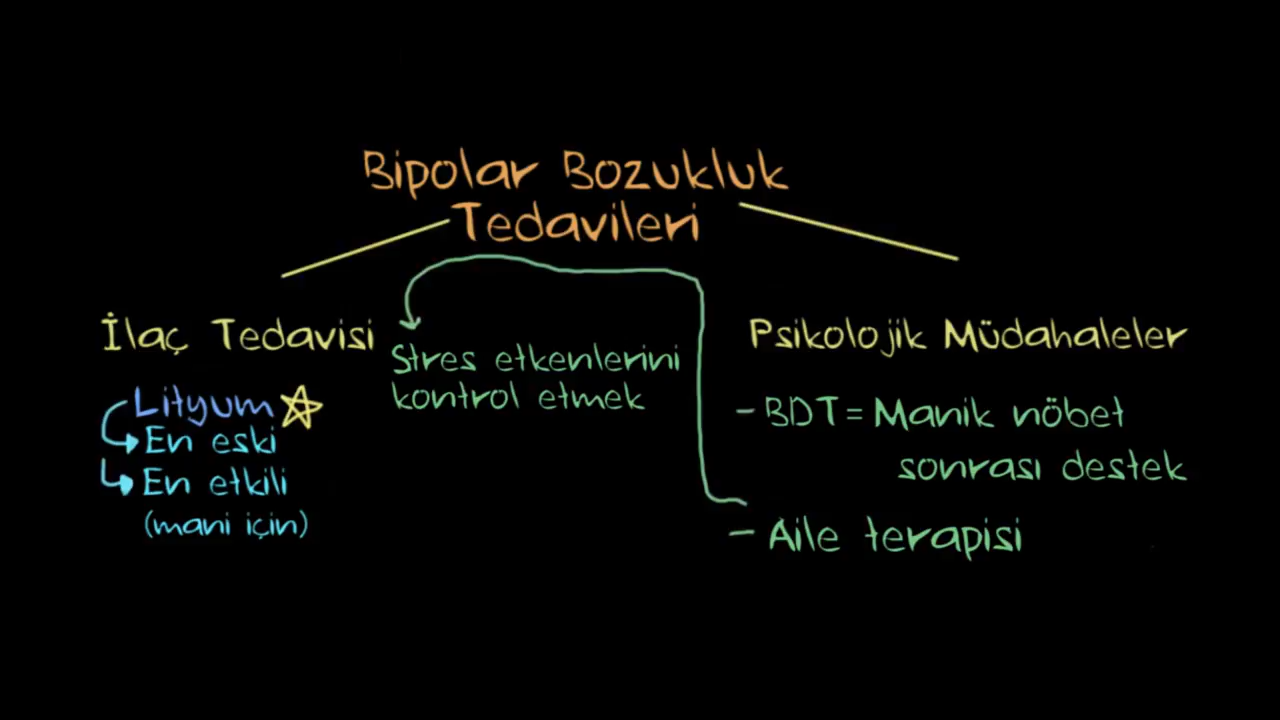 Bipolar Bozukluk
Tedavileri
İlaç Tedavisi
Lityum
En eski
En etkili
(mani için)
Stres etkenlerini
kontrol etmek
Psikolojik Müdahaleler
- BDT = Manik nöbet
sonrası destek
- Aile terapisi